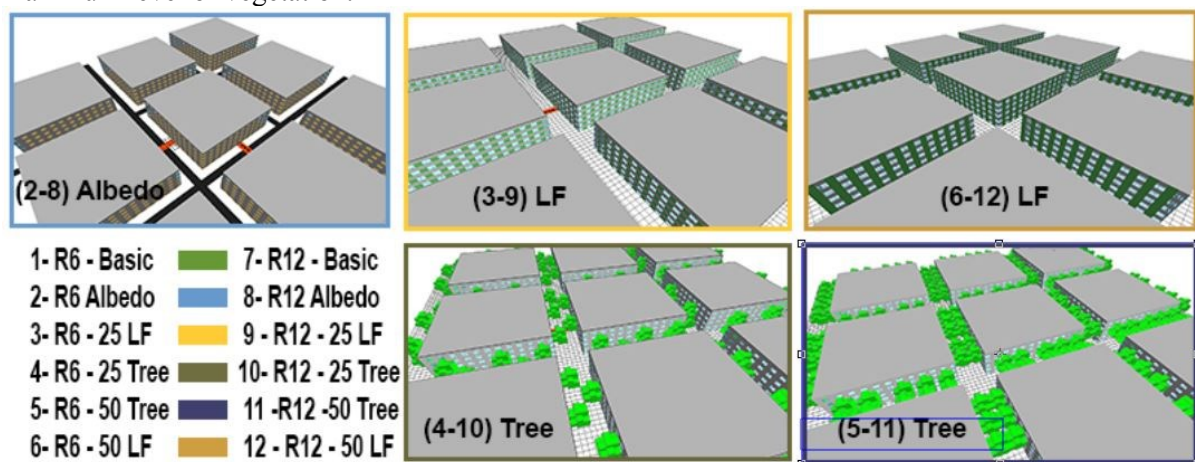 (2-8) Albedo
(3-9) LF
(6-12) LF
1- R6 - Basic
7- R12 - Basic
2- R6 Albedo
8- R12 Albedo
3- R6 - 25 LF
9 - R12 - 25 LF
4- R6 - 25 Tree
10- R12 - 25 Tree
5- R6 - 50 Tree
11 -R12 -50 Tree
6- R6 - 50 LF
12 - R12 - 50 LF
(4-10) Tree
(5-11) Tree